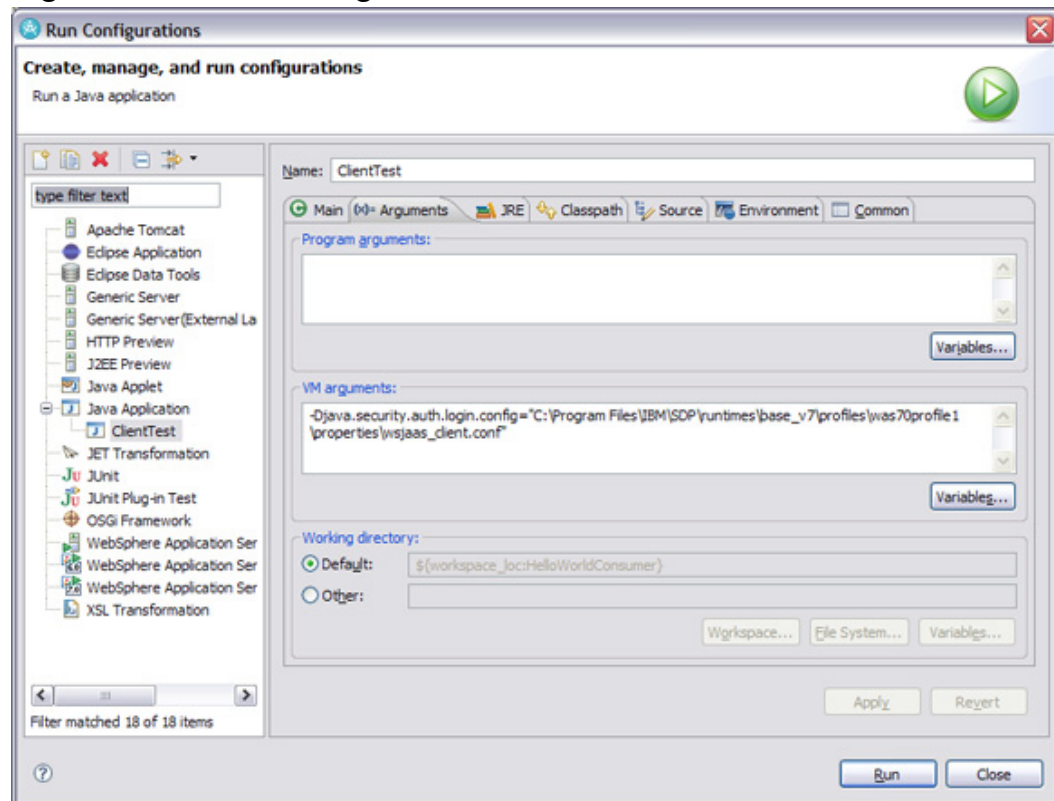 Run Configurations
Create, manage, and run configurations
Run a Java application
type filter text
Apache Tomcat
Eclipse Application
Eclipse Data Tools
Generic Server
Generic Server(External La
HTTP Preview
J2EE Preview
Java Applet
Java Application
ClientTest
JET Transformation
JUnit
JUnit Plug-in Test
OSGi Framework
WebSphere Application Ser
WebSphere Application Ser
WebSphere Application Ser
XSL Transformation
Filter matched 18 of 18 items
Name: ClientTest
Main (x)= Arguments JRE Classpath Source Environment Common
Program arguments:
Variables...
VM arguments:
-Djava.security.auth.login.config="C:\Program Files\IBM\SDP\runtimes\base_v7\profiles\was70profile1
\properties\wsjaas_client.conf"
Variables...
Working directory:
Default: ${workspace_loc:HelloWorldConsumer}
Other:
Workspace... File System... Variables...
Apply Revert
Run Close